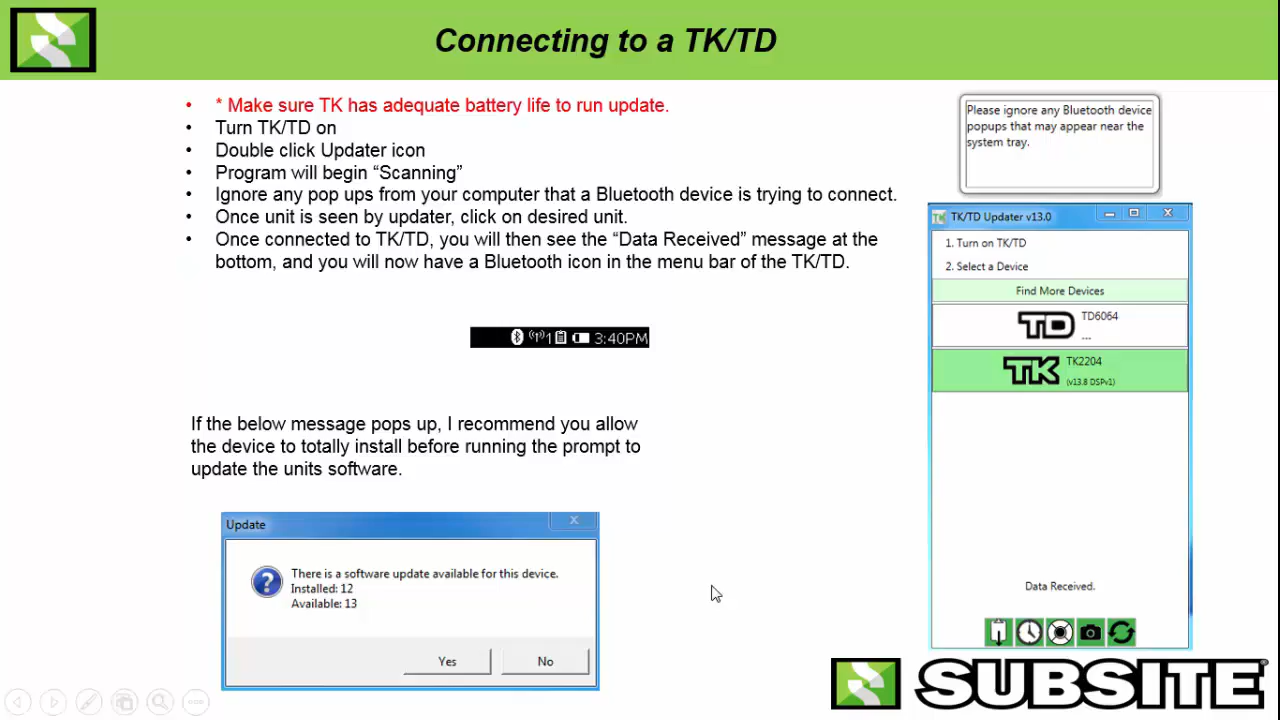 Connecting to a TK/TD
• * Make sure TK has adequate battery life to run update.
• Turn TK/TD on
• Double click Updater icon
• Program will begin “Scanning”
• Ignore any pop ups from your computer that a Bluetooth device is trying to connect.
• Once unit is seen by updater, click on desired unit.
• Once connected to TK/TD, you will then see the “Data Received” message at the
bottom, and you will now have a Bluetooth icon in the menu bar of the TK/TD.
1 3:40PM
If the below message pops up, I recommend you allow
the device to totally install before running the prompt to
update the units software.
Update
There is a software update available for this device.
Installed: 12
Available: 13
Yes
No
Please ignore any Bluetooth device
popups that may appear near the
system tray.
TK/TD Updater v13.0
1. Turn on TK/TD
2. Select a Device
Find More Devices
TD
TD6064
...
TK
TK2204
(v13.8 DSPv1)
Data Received.
SUBSITE®